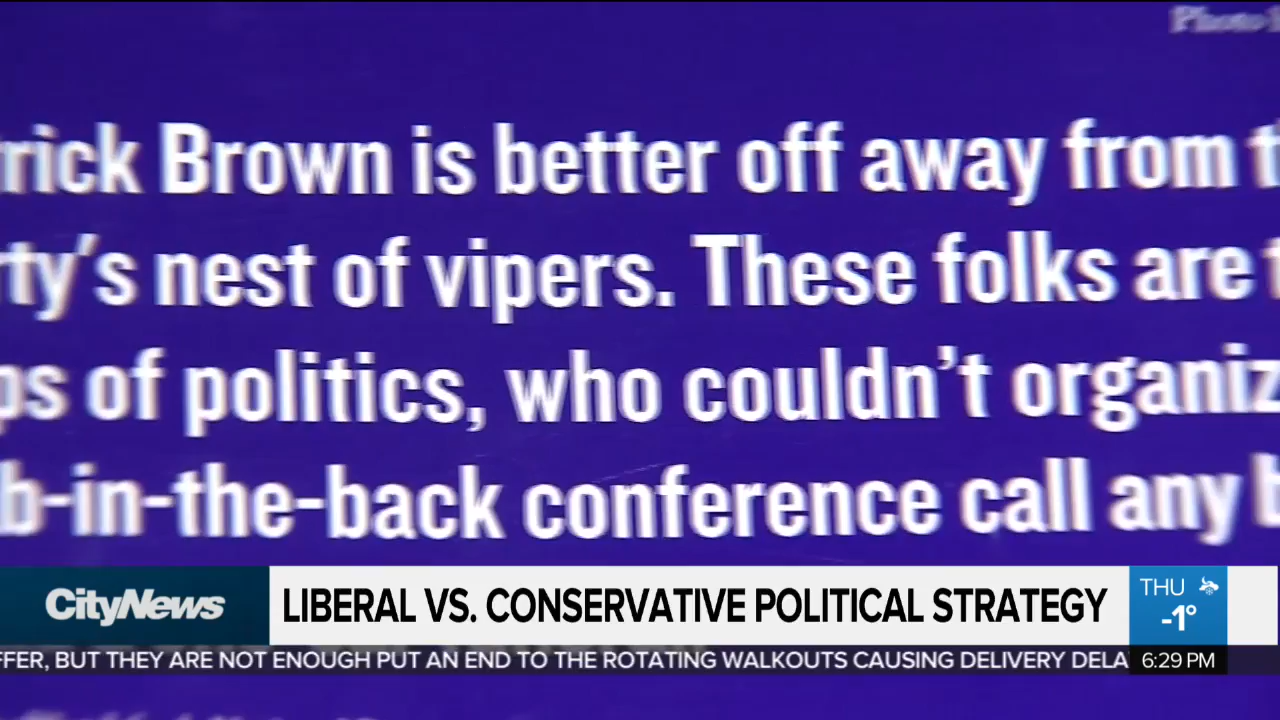 Photo
rick Brown is better off away from t
rty's nest of vipers. These folks are t
ps of politics, who couldn't organiz
b-in-the-back conference call any b
CityNews
LIBERAL VS. CONSERVATIVE POLITICAL STRATEGY
THU
-1°
FFER, BUT THEY ARE NOT ENOUGH PUT AN END TO THE ROTATING WALKOUTS CAUSING DELIVERY DELA
6:29 PM